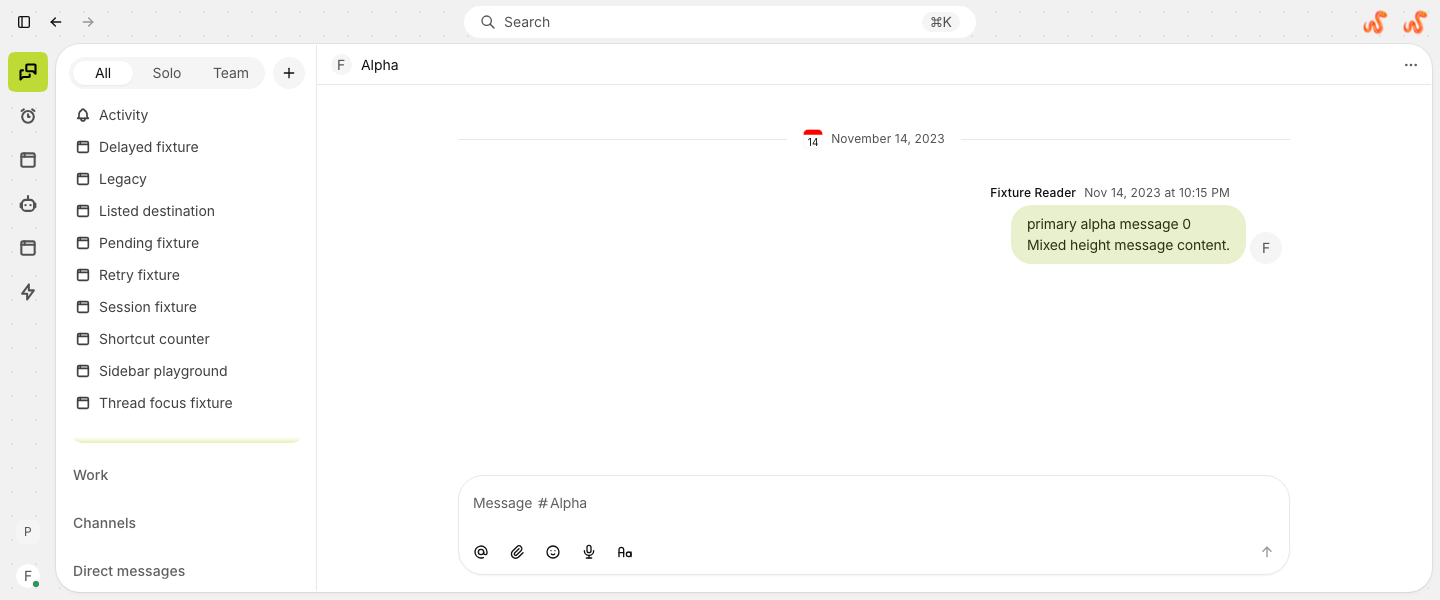 Search
⌘K
All
Solo
Team
Activity
Delayed fixture
Legacy
Listed destination
Pending fixture
Retry fixture
Session fixture
Shortcut counter
Sidebar playground
Thread focus fixture
Work
Channels
Direct messages
P
F
F
Alpha
14
November 14, 2023
Fixture Reader Nov 14, 2023 at 10:15 PM
primary alpha message 0
Mixed height message content.
F
Message #Alpha
Aa